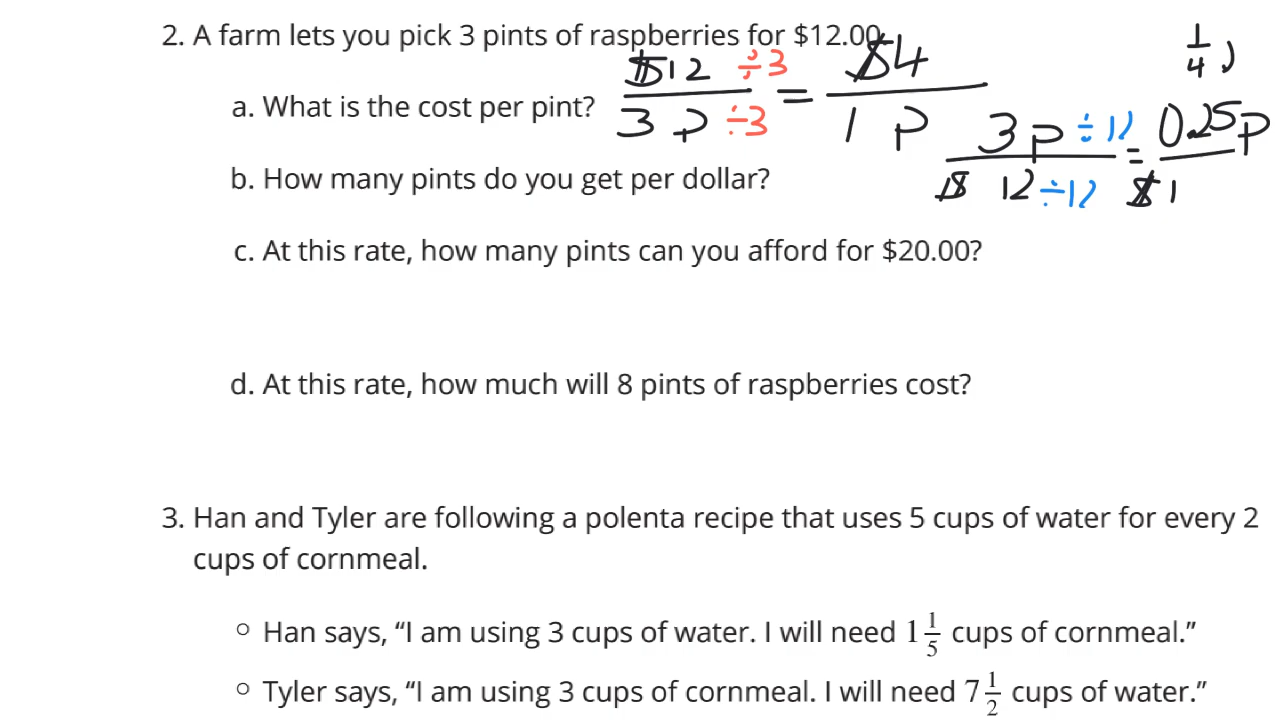 2. A farm lets you pick 3 pints of raspberries for $12.00.
$12 ÷3 = $4
3 P ÷3 1 P
a. What is the cost per pint?
1
4
3 P ÷12 = 0.25P
$ 12 ÷12 $1
b. How many pints do you get per dollar?
c. At this rate, how many pints can you afford for $20.00?
d. At this rate, how much will 8 pints of raspberries cost?
3. Han and Tyler are following a polenta recipe that uses 5 cups of water for every 2
cups of cornmeal.
○ Han says, “I am using 3 cups of water. I will need 1 1/5 cups of cornmeal.”
○ Tyler says, “I am using 3 cups of cornmeal. I will need 7 1/2 cups of water.”